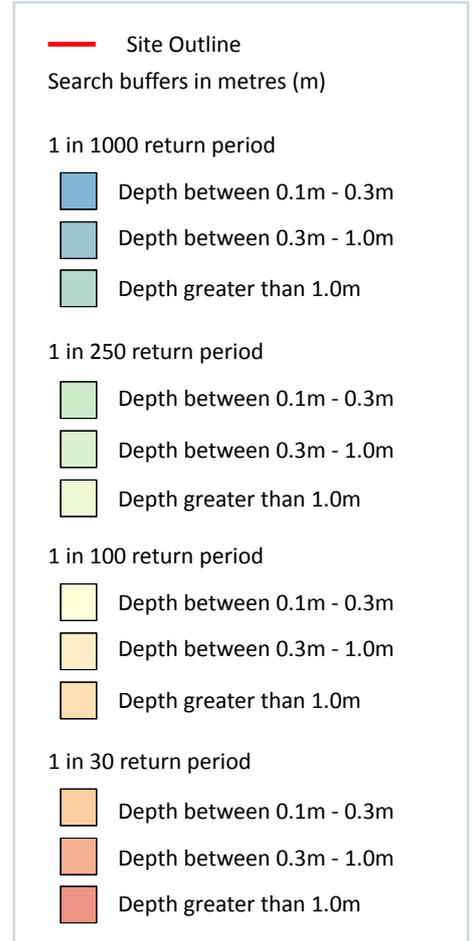 Site Outline
Search buffers in metres (m)
1 in 1000 return period
Depth between 0.1m - 0.3m
Depth between 0.3m - 1.0m
Depth greater than 1.0m
1 in 250 return period
Depth between 0.1m - 0.3m
Depth between 0.3m - 1.0m
Depth greater than 1.0m
1 in 100 return period
Depth between 0.1m - 0.3m
Depth between 0.3m - 1.0m
Depth greater than 1.0m
1 in 30 return period
Depth between 0.1m - 0.3m
Depth between 0.3m - 1.0m
Depth greater than 1.0m